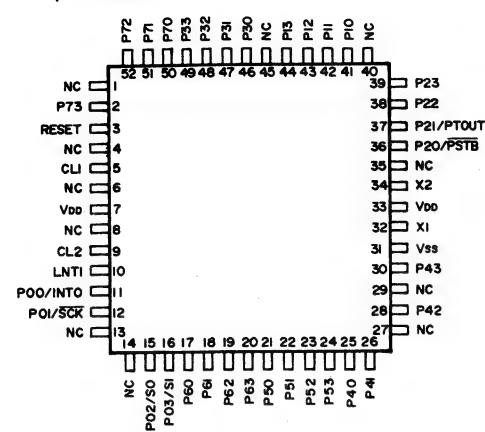 P72 P71 P70 P33 P32 P31 P30 NC P13 P12 P11 P10 NC
52 51 50 49 48 47 46 45 44 43 42 41 40
NC 1
P73 2
RESET 3
NC 4
CL1 5
NC 6
VDD 7
NC 8
CL2 9
LNT1 10
P00/INT0 11
P01/SCK 12
NC 13
39 P23
38 P22
37 P21/PTOUT
36 P20/PSTB
35 NC
34 X2
33 VDD
32 X1
31 VSS
30 P43
29 NC
28 P42
27 NC
14 15 16 17 18 19 20 21 22 23 24 25 26
NC P02/SO P03/SI P60 P61 P62 P63 P50 P51 P52 P53 P40 P41